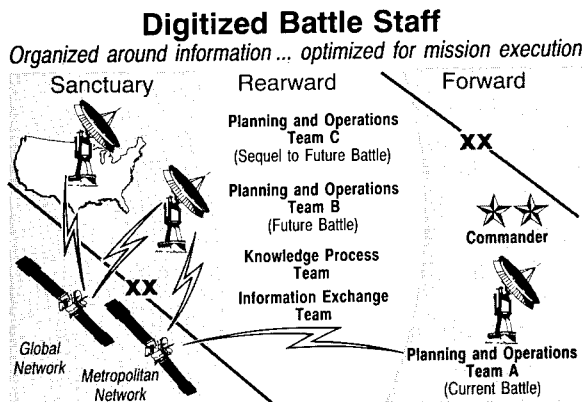 Digitized Battle Staff
Organized around information ... optimized for mission execution
Sanctuary
Rearward
Forward
Planning and Operations
Team C
(Sequel to Future Battle)
Planning and Operations
Team B
(Future Battle)
Knowledge Process
Team
Information Exchange
Team
XX
Commander
XX
Global
Network
Metropolitan
Network
Planning and Operations
Team A
(Current Battle)